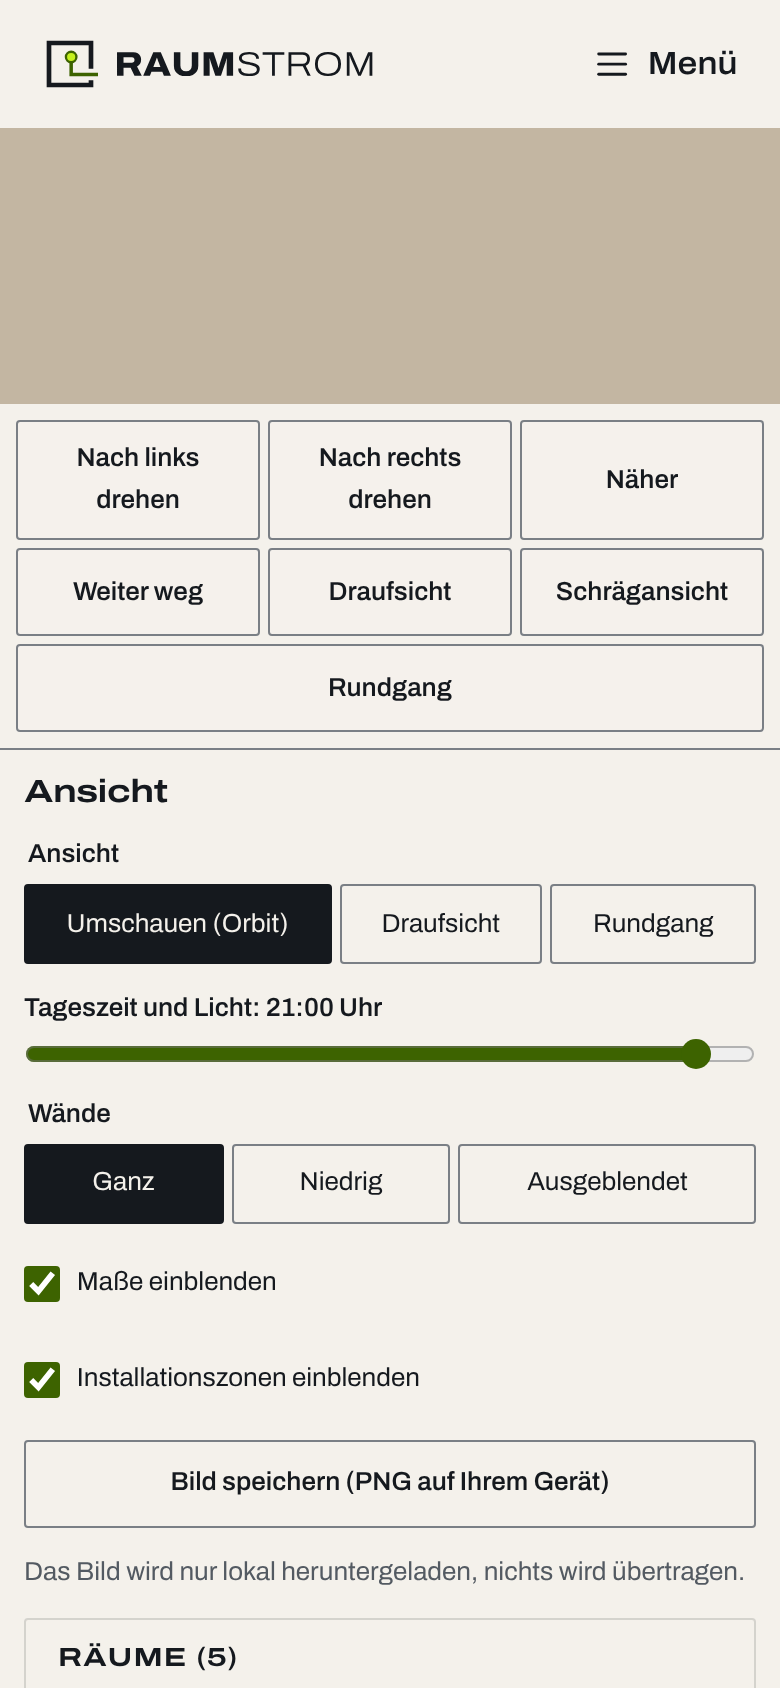 RAUMSTROM
Menü
Nach links
drehen
Nach rechts
drehen
Näher
Weiter weg
Draufsicht
Schrägansicht
Rundgang
Ansicht
Ansicht
Umschauen (Orbit)
Draufsicht
Rundgang
Tageszeit und Licht: 21:00 Uhr
Wände
Ganz
Niedrig
Ausgeblendet
Maße einblenden
Installationszonen einblenden
Bild speichern (PNG auf Ihrem Gerät)
Das Bild wird nur lokal heruntergeladen, nichts wird übertragen.
RÄUME (5)